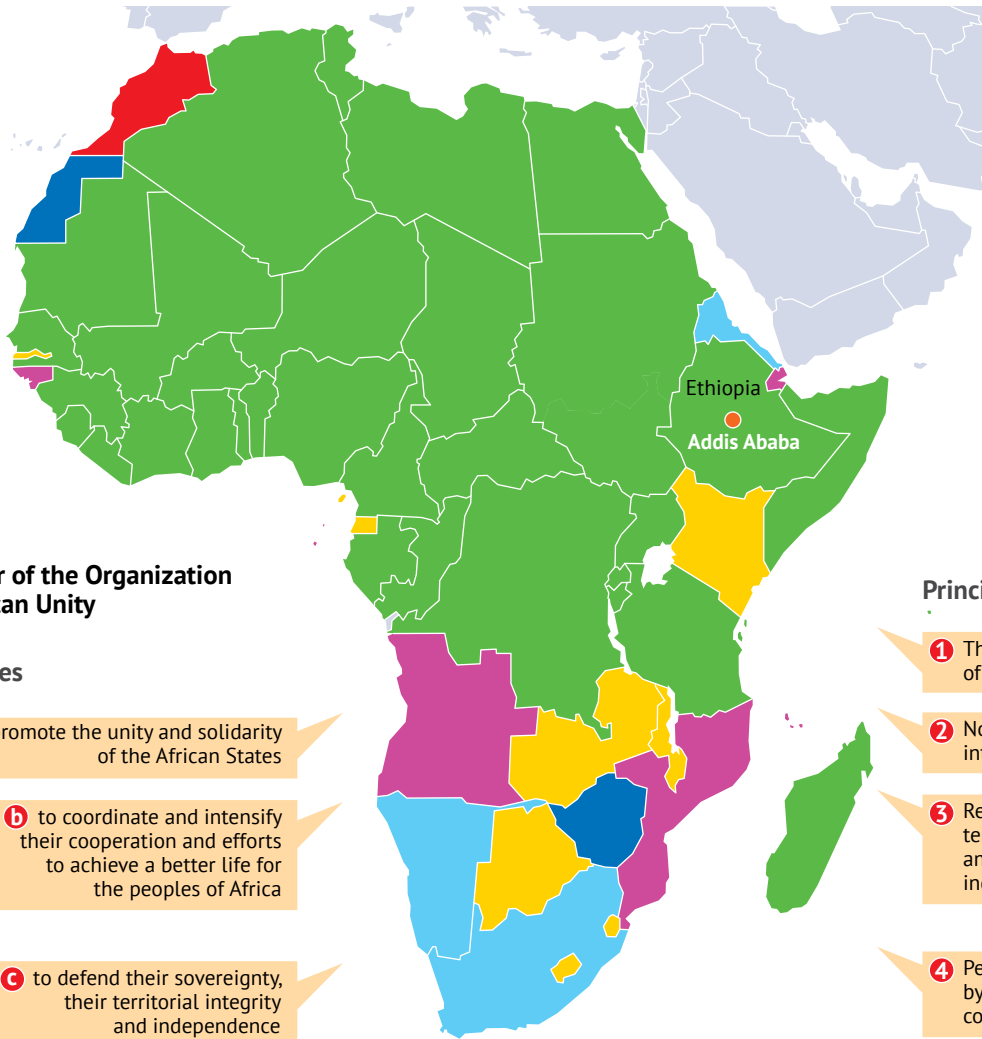 Ethiopia
Addis Ababa
r of the Organization
can Unity
es
romote the unity and solidarity
of the African States
b to coordinate and intensify
their cooperation and efforts
to achieve a better life for
the peoples of Africa
c to defend their sovereignty,
their territorial integrity
and independence
Princi
1 Th
of
2 No
int
3 Re
te
an
in
4 Pe
by
co